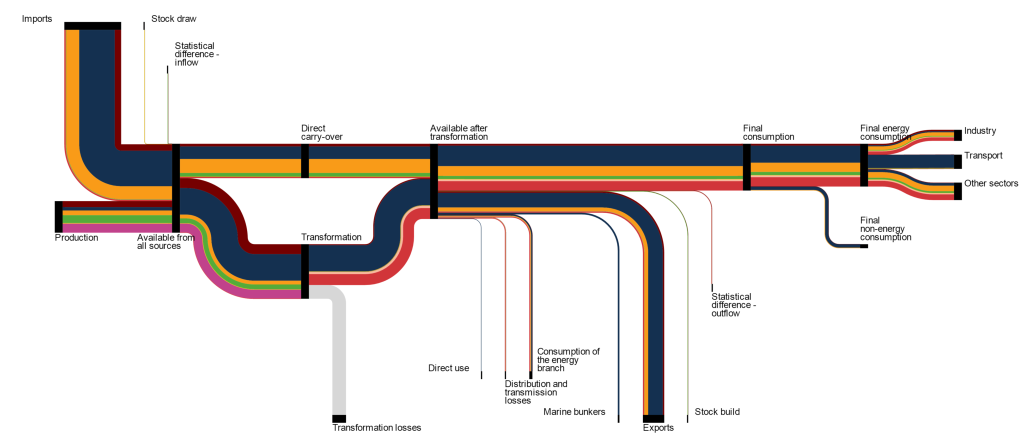 Imports
Stock draw
Statistical
difference -
inflow
Direct
carry-over
Available after
transformation
Final
consumption
Final energy
consumption
Industry
Transport
Other sectors
Production
Available from
all sources
Transformation
Final
non-energy
consumption
Statistical
difference -
outflow
Direct use
Consumption of
the energy
branch
Distribution and
transmission
losses
Marine bunkers
Stock build
Transformation losses
Exports